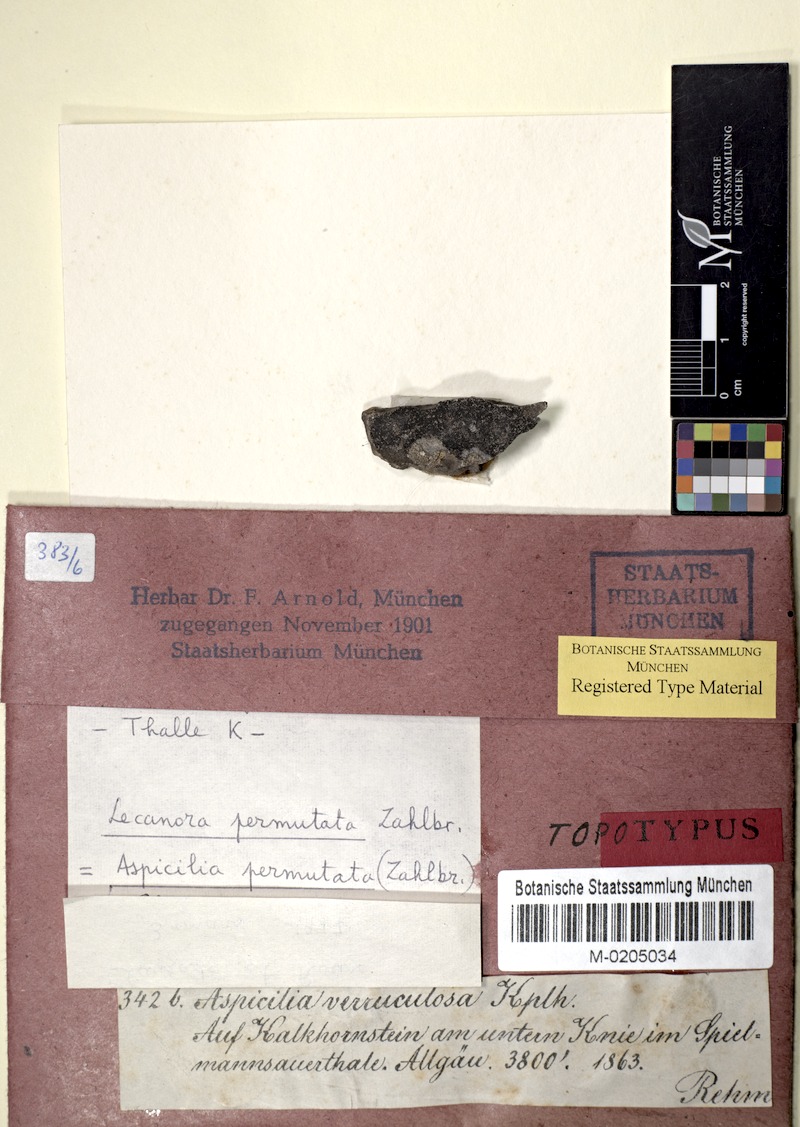 BOTANISCHE
STAATSSAMMLUNG
MÜNCHEN
M
0 1 2
cm
copyright reserved
383/6
Herbar Dr. F. Arnold, München
zugegangen November 1901
Staatsherbarium München
STAATS-
HERBARIUM
MÜNCHEN
BOTANISCHE STAATSSAMMLUNG
MÜNCHEN
Registered Type Material
- Thalle K -
Lecanora permutata Zahlbr.
= Aspicilia permutata (Zahlbr.)
TOPOTYPUS
Botanische Staatssammlung München
M-0205034
342 b. Aspicilia verruculosa Kplh.
Auf Kalkhornstein am untern Knie im Spiel-
mannsauerthale. Allgäu. 3800'. 1863.
Rehm